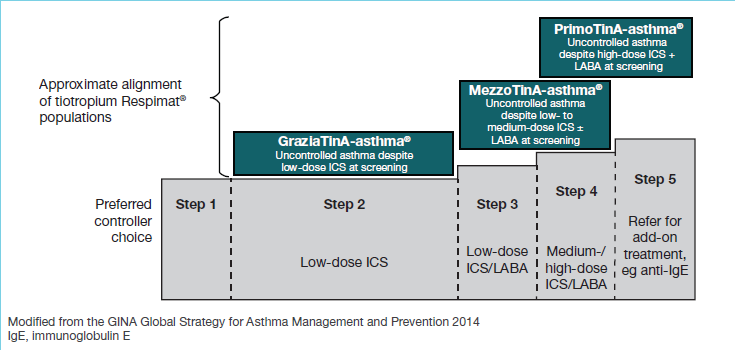 PrimoTinA-asthma®
Uncontrolled asthma
despite high-dose ICS +
LABA at screening
Approximate alignment
of tiotropium Respimat®
populations
MezzoTinA-asthma®
Uncontrolled asthma
despite low- to
medium-dose ICS ±
LABA at screening
GraziaTinA-asthma®
Uncontrolled asthma despite
low-dose ICS at screening
Preferred
controller
choice
Step 1
Step 2
Low-dose ICS
Step 3
Low-dose
ICS/LABA
Step 4
Medium-/
high-dose
ICS/LABA
Step 5
Refer for
add-on
treatment,
eg anti-IgE
Modified from the GINA Global Strategy for Asthma Management and Prevention 2014
IgE, immunoglobulin E